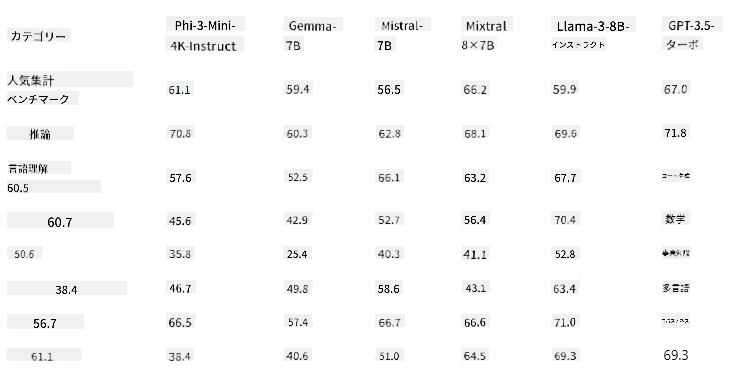 カテゴリー Phi-3-Mini-4K-Instruct Gemma-7B Mistral-7B Mixtral 8×7B Llama-3-8B-インストラクト GPT-3.5-ターボ
人気集計 ベンチマーク 61.1 59.4 56.5 66.2 59.9 67.0
推論 70.8 60.3 62.8 68.1 69.6 71.8
言語理解 60.5 57.6 52.5 66.1 63.2 67.7
60.7 45.6 42.9 52.7 56.4 70.4 数学
50.6 35.8 25.4 40.3 41.1 52.8
38.4 46.7 49.8 58.6 43.1 63.4 多言語
56.7 66.5 57.4 66.7 66.6 71.0
61.1 38.4 40.6 51.0 64.5 69.3 69.3